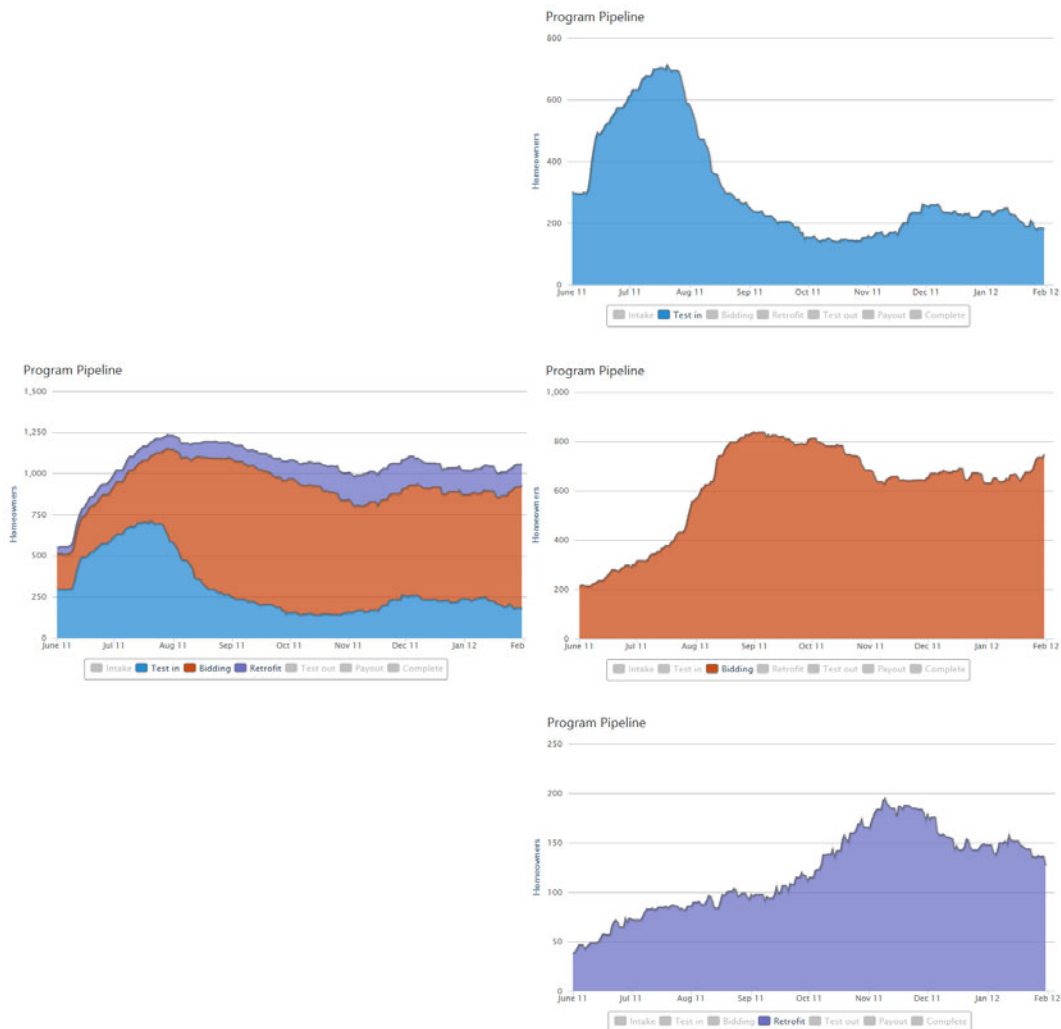 Program Pipeline
800
600
400
200
0
Homeowners
June 11 Jul 11 Aug 11 Sep 11 Oct 11 Nov 11 Dec 11 Jan 12 Feb 12
Intake Test in Bidding Retrofit Test out Payout Complete
Program Pipeline
1,500
1,250
1,000
750
500
250
0
Homeowners
June 11 Jul 11 Aug 11 Sep 11 Oct 11 Nov 11 Dec 11 Jan 12 Feb
Intake Test in Bidding Retrofit Test out Payout Complete
Program Pipeline
1,000
800
600
400
200
0
Homeowners
June 11 Jul 11 Aug 11 Sep 11 Oct 11 Nov 11 Dec 11 Jan 12 Feb 12
Intake Test in Bidding Retrofit Test out Payout Complete
Program Pipeline
250
200
150
100
50
0
Homeowners
June 11 Jul 11 Aug 11 Sep 11 Oct 11 Nov 11 Dec 11 Jan 12 Feb 12
Intake Test in Bidding Retrofit Test out Payout Complete